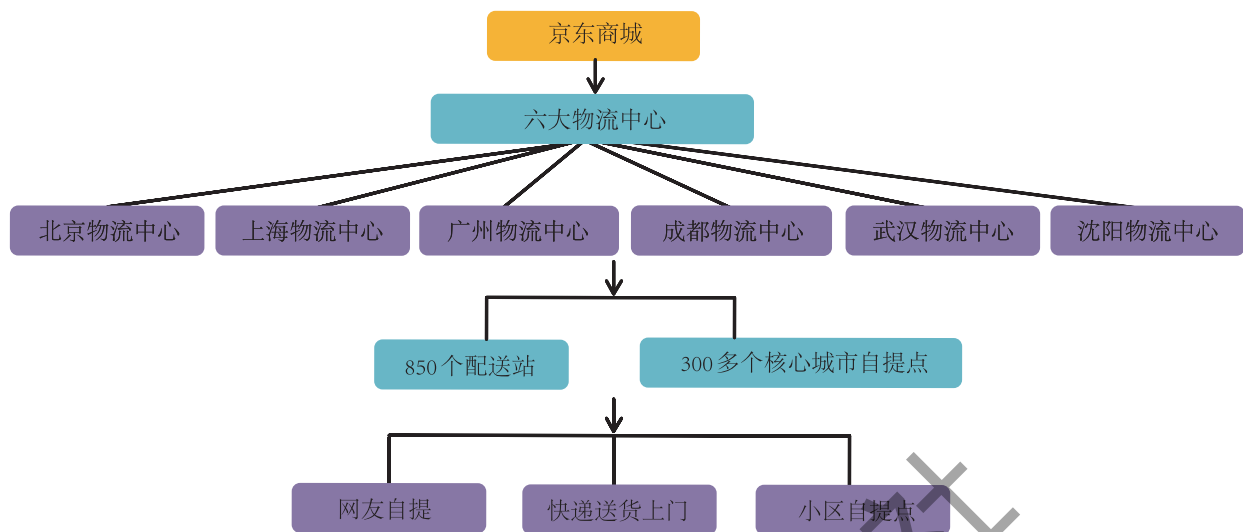 京东商城
六大物流中心
北京物流中心 上海物流中心 广州物流中心 成都物流中心 武汉物流中心 沈阳物流中心
850个配送站 300多个核心城市自提点
网友自提 快递送货上门 小区自提点
社